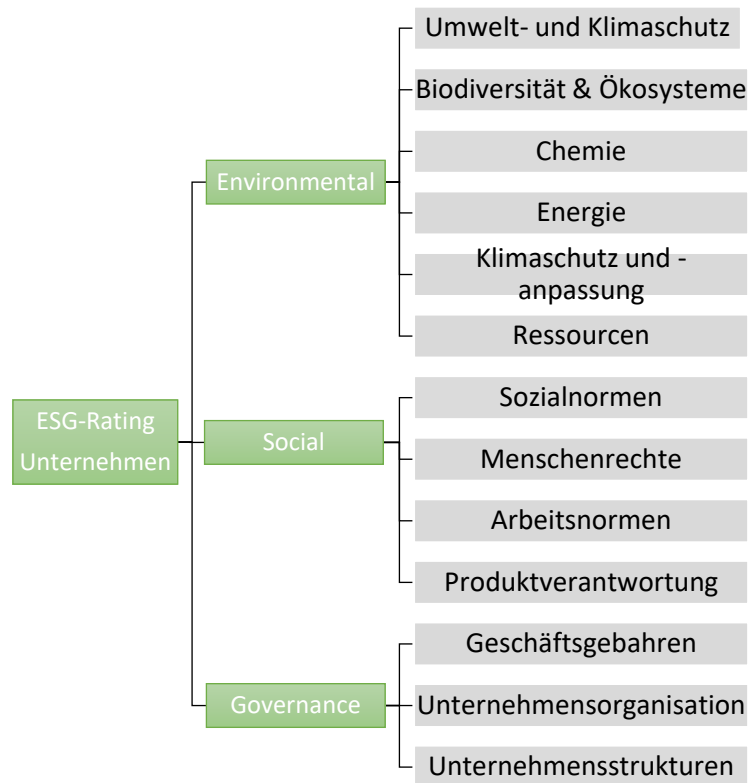 ESG-Rating
Unternehmen
Environmental
Umwelt- und Klimaschutz
Biodiversität & Ökosysteme
Chemie
Energie
Klimaschutz und -
anpassung
Ressourcen
Social
Sozialnormen
Menschenrechte
Arbeitsnormen
Produktverantwortung
Governance
Geschäftsgebahren
Unternehmensorganisation
Unternehmensstrukturen